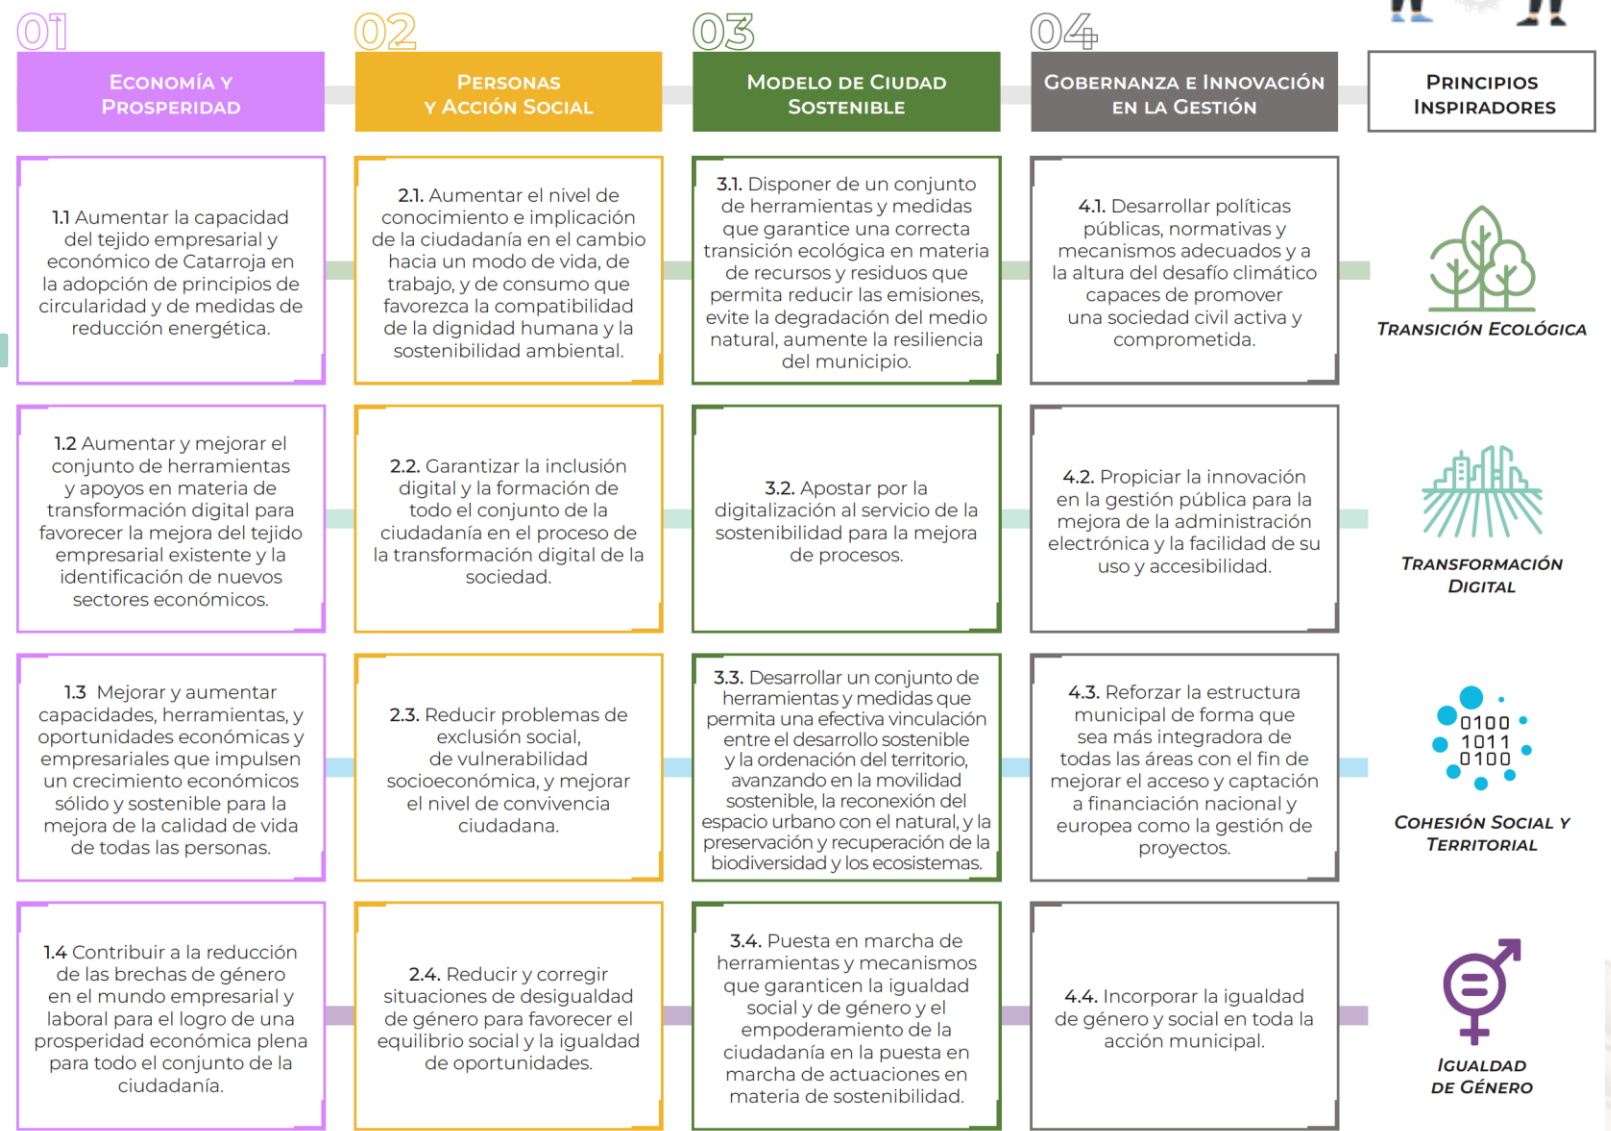 01
ECONOMÍA Y
PROSPERIDAD
02
PERSONAS
Y ACCIÓN SOCIAL
03
MODELO DE CIUDAD
SOSTENIBLE
04
GOBERNANZA E INNOVACIÓN
EN LA GESTIÓN
PRINCIPIOS
INSPIRADORES
1.1 Aumentar la capacidad
del tejido empresarial y
económico de Catarroja en
la adopción de principios de
circularidad y de medidas de
reducción energética.
2.1. Aumentar el nivel de
conocimiento e implicación
de la ciudadanía en el cambio
hacia un modo de vida, de
trabajo, y de consumo que
favorezca la compatibilidad
de la dignidad humana y la
sostenibilidad ambiental.
3.1. Disponer de un conjunto
de herramientas y medidas
que garantice una correcta
transición ecológica en materia
de recursos y residuos que
permita reducir las emisiones,
evite la degradación del medio
natural, aumente la resiliencia
del municipio.
4.1. Desarrollar políticas
públicas, normativas y
mecanismos adecuados y a
la altura del desafío climático
capaces de promover
una sociedad civil activa y
comprometida.
TRANSICIÓN ECOLÓGICA
1.2 Aumentar y mejorar el
conjunto de herramientas
y apoyos en materia de
transformación digital para
favorecer la mejora del tejido
empresarial existente y la
identificación de nuevos
sectores económicos.
2.2. Garantizar la inclusión
digital y la formación de
todo el conjunto de la
ciudadanía en el proceso de
la transformación digital de la
sociedad.
3.2. Apostar por la
digitalización al servicio de la
sostenibilidad para la mejora
de procesos.
4.2. Propiciar la innovación
en la gestión pública para la
mejora de la administración
electrónica y la facilidad de su
uso y accesibilidad.
TRANSFORMACIÓN
DIGITAL
1.3 Mejorar y aumentar
capacidades, herramientas, y
oportunidades económicas y
empresariales que impulsen
un crecimiento económicos
sólido y sostenible para la
mejora de la calidad de vida
de todas las personas.
2.3. Reducir problemas de
exclusión social,
de vulnerabilidad
socioeconómica, y mejorar
el nivel de convivencia
ciudadana.
3.3. Desarrollar un conjunto de
herramientas y medidas que
permita una efectiva vinculación
entre el desarrollo sostenible
y la ordenación del territorio,
avanzando en la movilidad
sostenible, la reconexión del
espacio urbano con el natural, y la
preservación y recuperación de la
biodiversidad y los ecosistemas.
4.3. Reforzar la estructura
municipal de forma que
sea más integradora de
todas las áreas con el fin de
mejorar el acceso y captación
a financiación nacional y
europea como la gestión de
proyectos.
0100
1011
0100
COHESIÓN SOCIAL Y
TERRITORIAL
1.4 Contribuir a la reducción
de las brechas de género
en el mundo empresarial y
laboral para el logro de una
prosperidad económica plena
para todo el conjunto de la
ciudadanía.
2.4. Reducir y corregir
situaciones de desigualdad
de género para favorecer el
equilibrio social y la igualdad
de oportunidades.
3.4. Puesta en marcha de
herramientas y mecanismos
que garanticen la igualdad
social y de género y el
empoderamiento de la
ciudadanía en la puesta en
marcha de actuaciones en
materia de sostenibilidad.
4.4. Incorporar la igualdad
de género y social en toda la
acción municipal.
IGUALDAD
DE GÉNERO